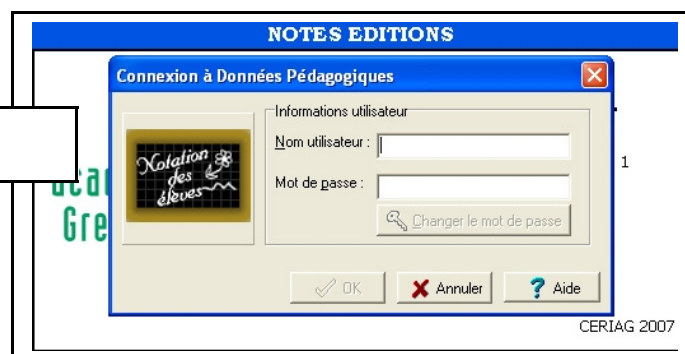 NOTES EDITIONS
Connexion à Données Pédagogiques
Informations utilisateur
Nom utilisateur :
Notation
des
élèves
Mot de passe :
Changer le mot de passe
1
Gre
OK
Annuler
Aide
CERIAG 2007